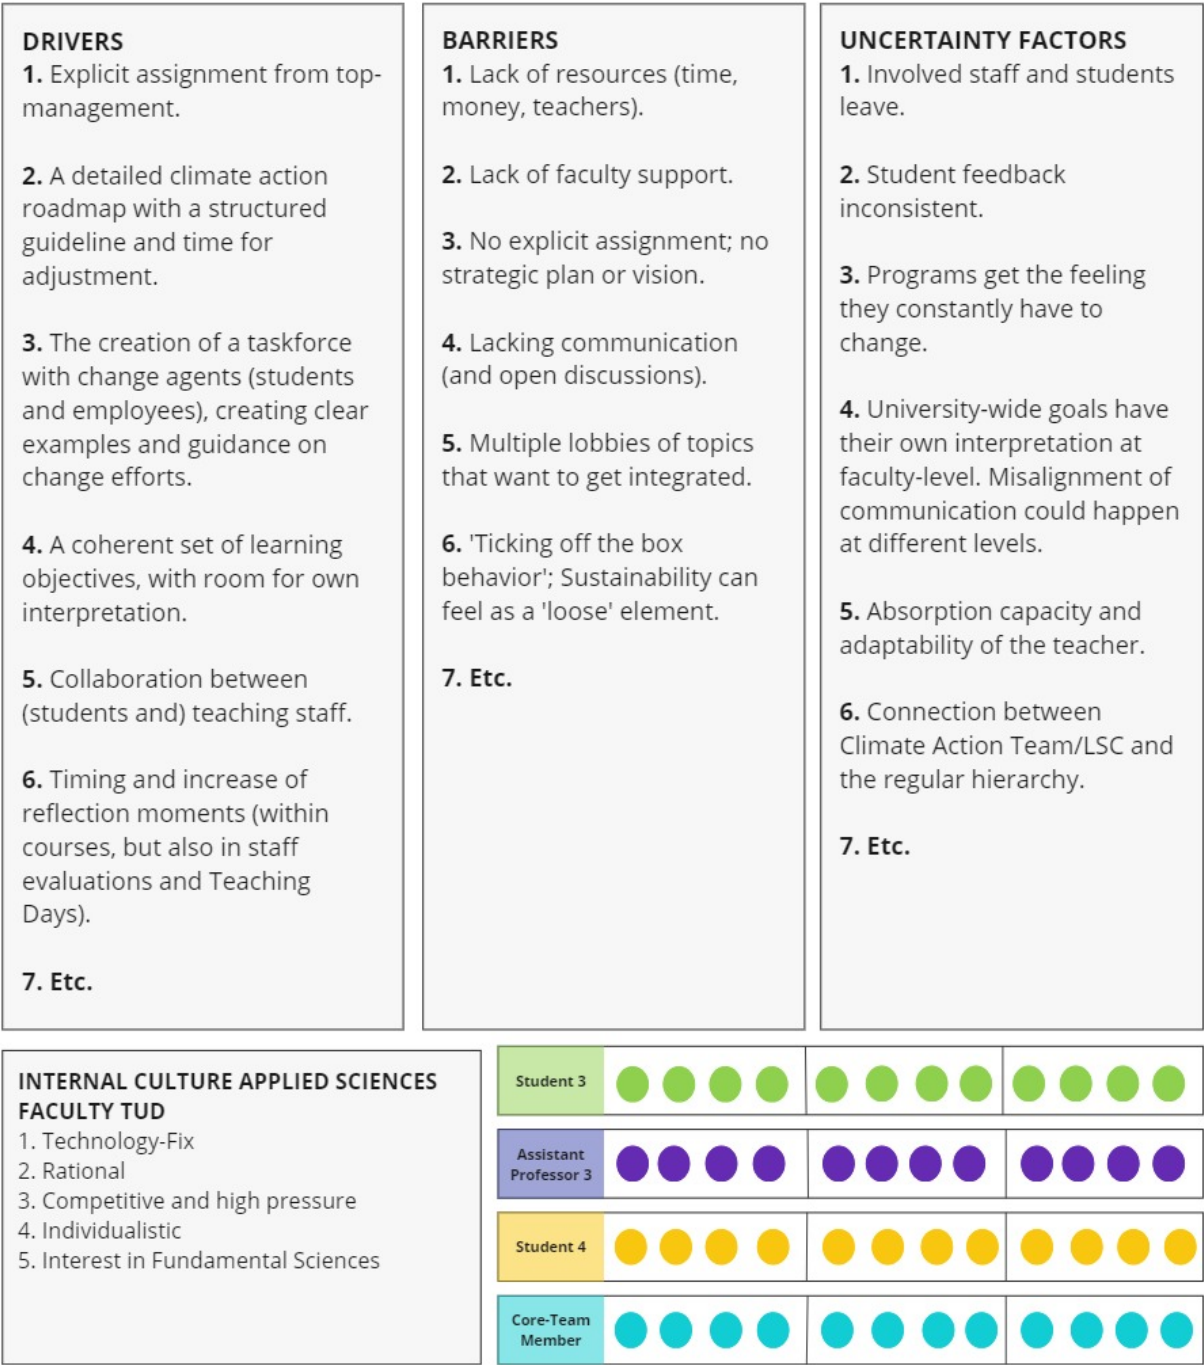 DRIVERS
1. Explicit assignment from top-
management.
2. A detailed climate action
roadmap with a structured
guideline and time for
adjustment.
3. The creation of a taskforce
with change agents (students
and employees), creating clear
examples and guidance on
change efforts.
4. A coherent set of learning
objectives, with room for own
interpretation.
5. Collaboration between
(students and) teaching staff.
6. Timing and increase of
reflection moments (within
courses, but also in staff
evaluations and Teaching
Days).
7. Etc.
BARRIERS
1. Lack of resources (time,
money, teachers).
2. Lack of faculty support.
3. No explicit assignment; no
strategic plan or vision.
4. Lacking communication
(and open discussions).
5. Multiple lobbies of topics
that want to get integrated.
6. 'Ticking off the box
behavior'; Sustainability can
feel as a 'loose' element.
7. Etc.
UNCERTAINTY FACTORS
1. Involved staff and students
leave.
2. Student feedback
inconsistent.
3. Programs get the feeling
they constantly have to
change.
4. University-wide goals have
their own interpretation at
faculty-level. Misalignment of
communication could happen
at different levels.
5. Absorption capacity and
adaptability of the teacher.
6. Connection between
Climate Action Team/LSC and
the regular hierarchy.
7. Etc.
INTERNAL CULTURE APPLIED SCIENCES
FACULTY TUD
1. Technology-Fix
2. Rational
3. Competitive and high pressure
4. Individualistic
5. Interest in Fundamental Sciences
Student 3
Assistant
Professor 3
Student 4
Core-Team
Member